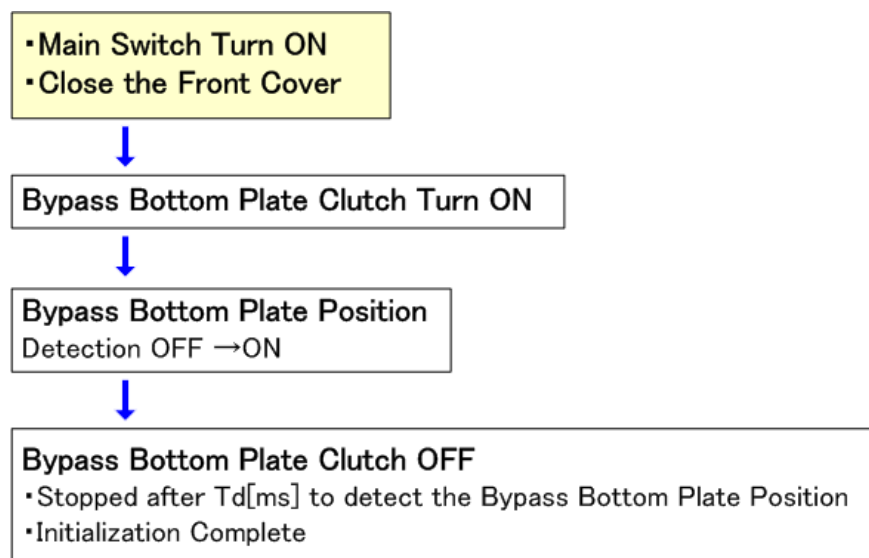 ・Main Switch Turn ON
・Close the Front Cover
Bypass Bottom Plate Clutch Turn ON
Bypass Bottom Plate Position
Detection OFF →ON
Bypass Bottom Plate Clutch OFF
・Stopped after Td[ms] to detect the Bypass Bottom Plate Position
・Initialization Complete